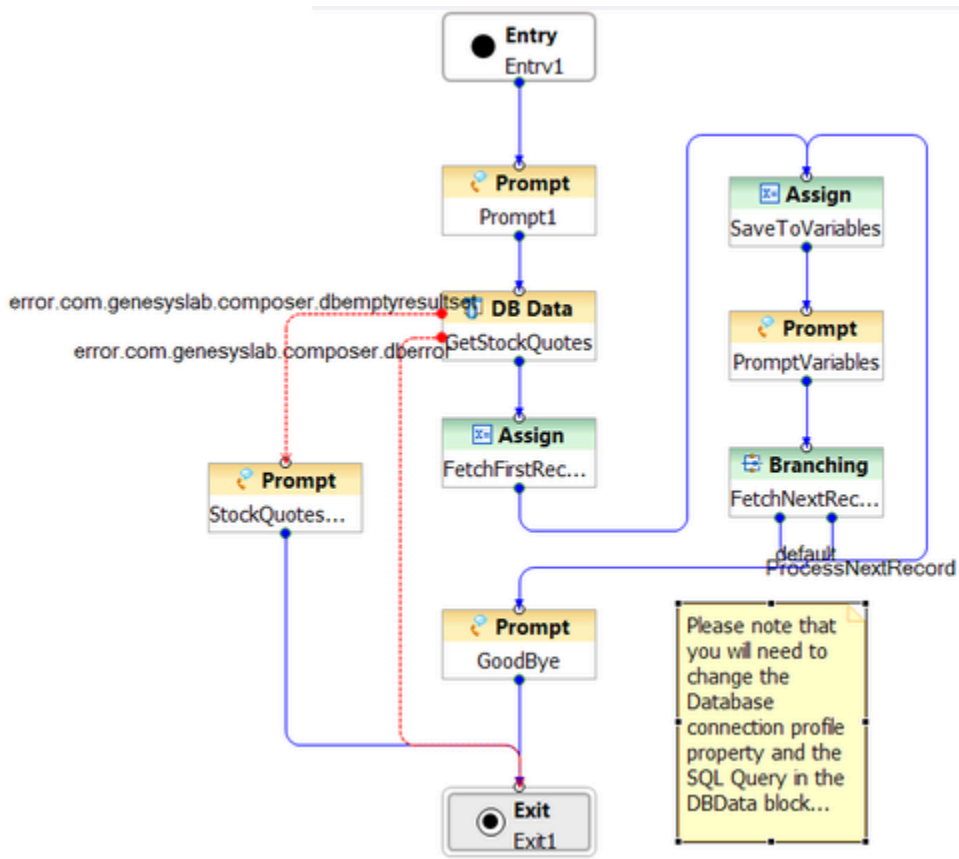 Entry
Entry1
Prompt
Prompt1
error.com.genesyslab.composer.dbemptyresultset
DB Data
error.com.genesyslab.composer.dberror
GetStockQuotes
Assign
FetchFirstRec...
Prompt
StockQuotes...
Assign
SaveToVariables
Prompt
PromptVariables
Branching
FetchNextRec...
default
ProcessNextRecord
Prompt
GoodBye
Please note that
you will need to
change the
Database
connection profile
property and the
SQL Query in the
DBData block...
Exit
Exit1